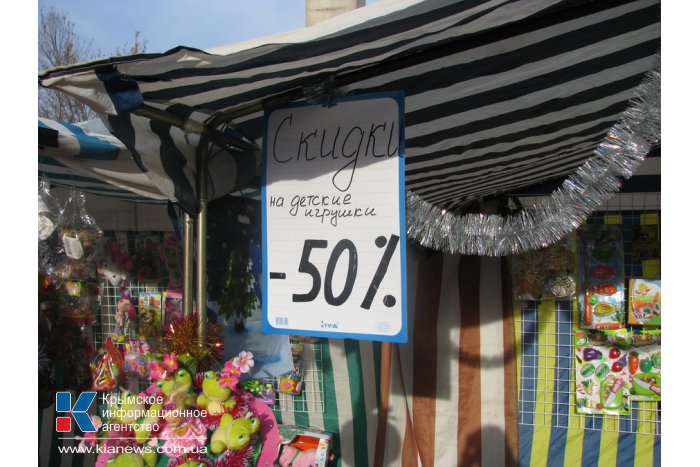 Скидки
на детские
игрушки
-50%
Крымское
информационное
агентство
www.kianews.com.ua